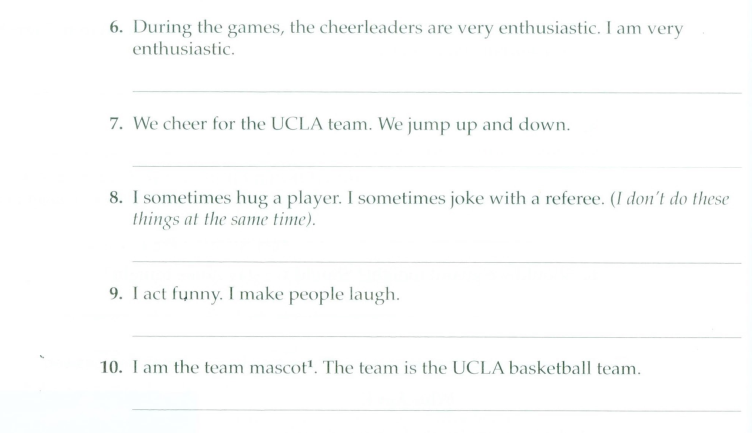 6. During the games, the cheerleaders are very enthusiastic. I am very
enthusiastic.
7. We cheer for the UCLA team. We jump up and down.
8. I sometimes hug a player. I sometimes joke with a referee. (I don't do these
things at the same time).
9. I act funny. I make people laugh.
10. I am the team mascot¹. The team is the UCLA basketball team.